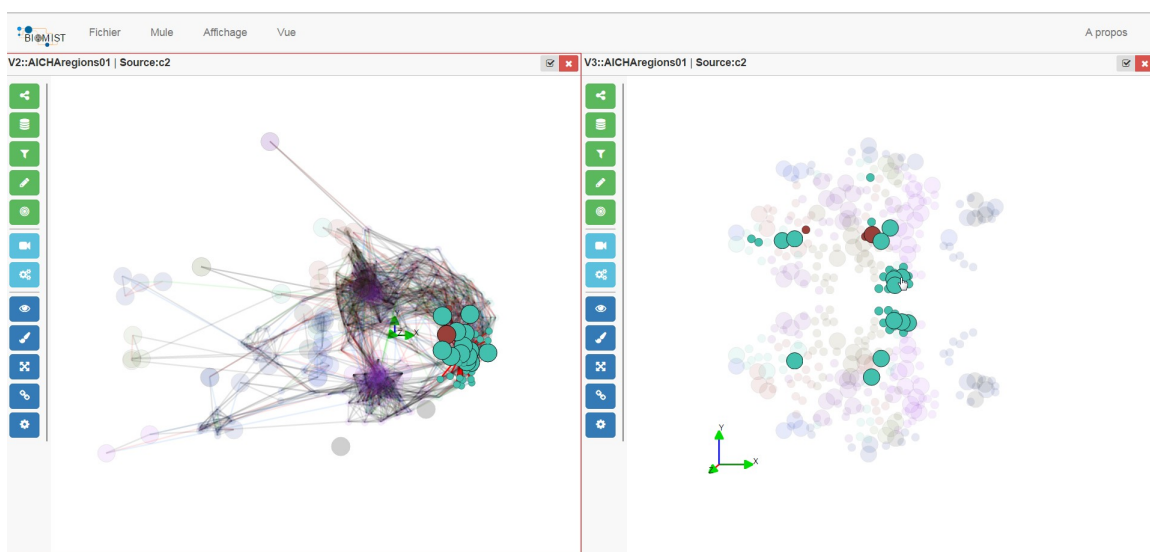 BIOMIST Fichier Mule Affichage Vue A propos
V2::AICHAregions01 | Source:c2
V3::AICHAregions01 | Source:c2
X
Y
X
Z